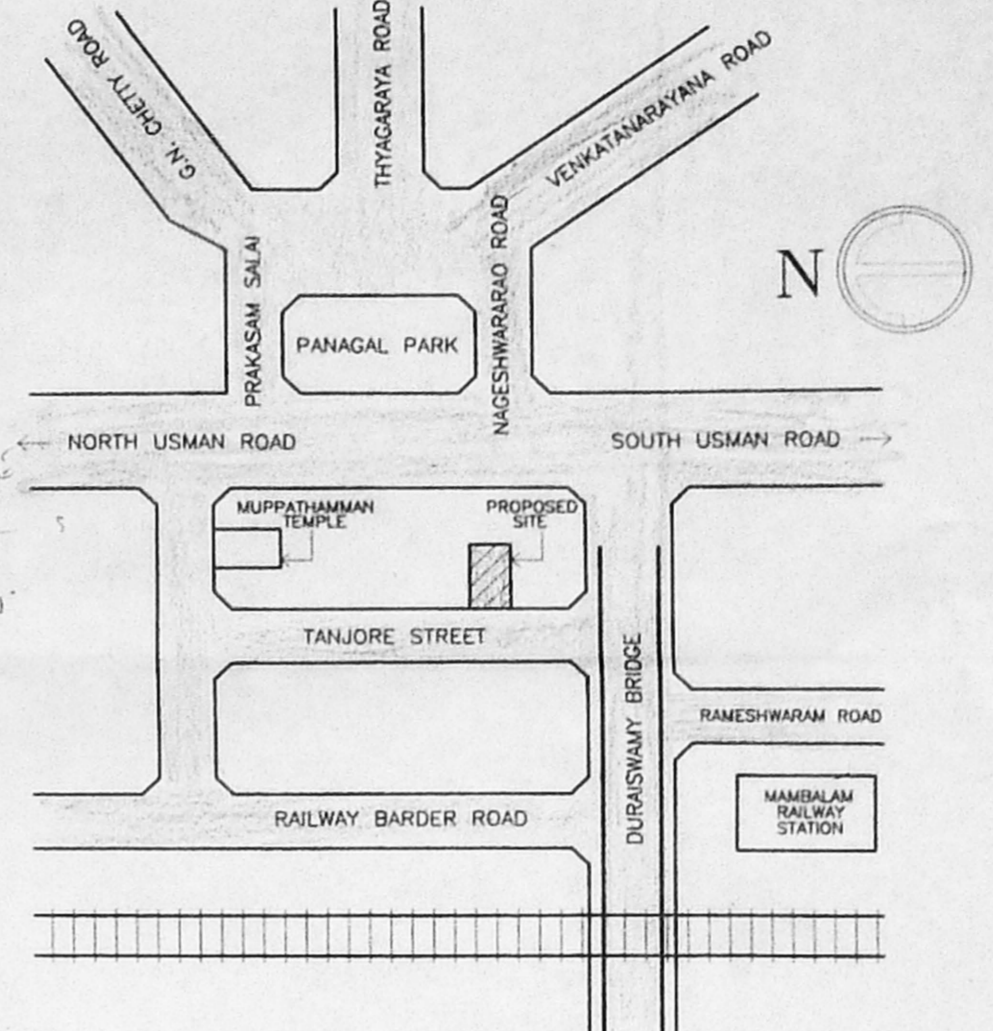 G.N. CHETTY ROAD
THYAGARAYA ROAD
VENKATANARAYANA ROAD
PRAKASAM SALAI
NAGESHWARARAO ROAD
N
PANAGAL PARK
NORTH USMAN ROAD
SOUTH USMAN ROAD
MUPPATHAMMAN
TEMPLE
PROPOSED
SITE
TANJORE STREET
DURAISWAMY BRIDGE
RAMESHWARAM ROAD
MAMBALAM
RAILWAY
STATION
RAILWAY BARDER ROAD